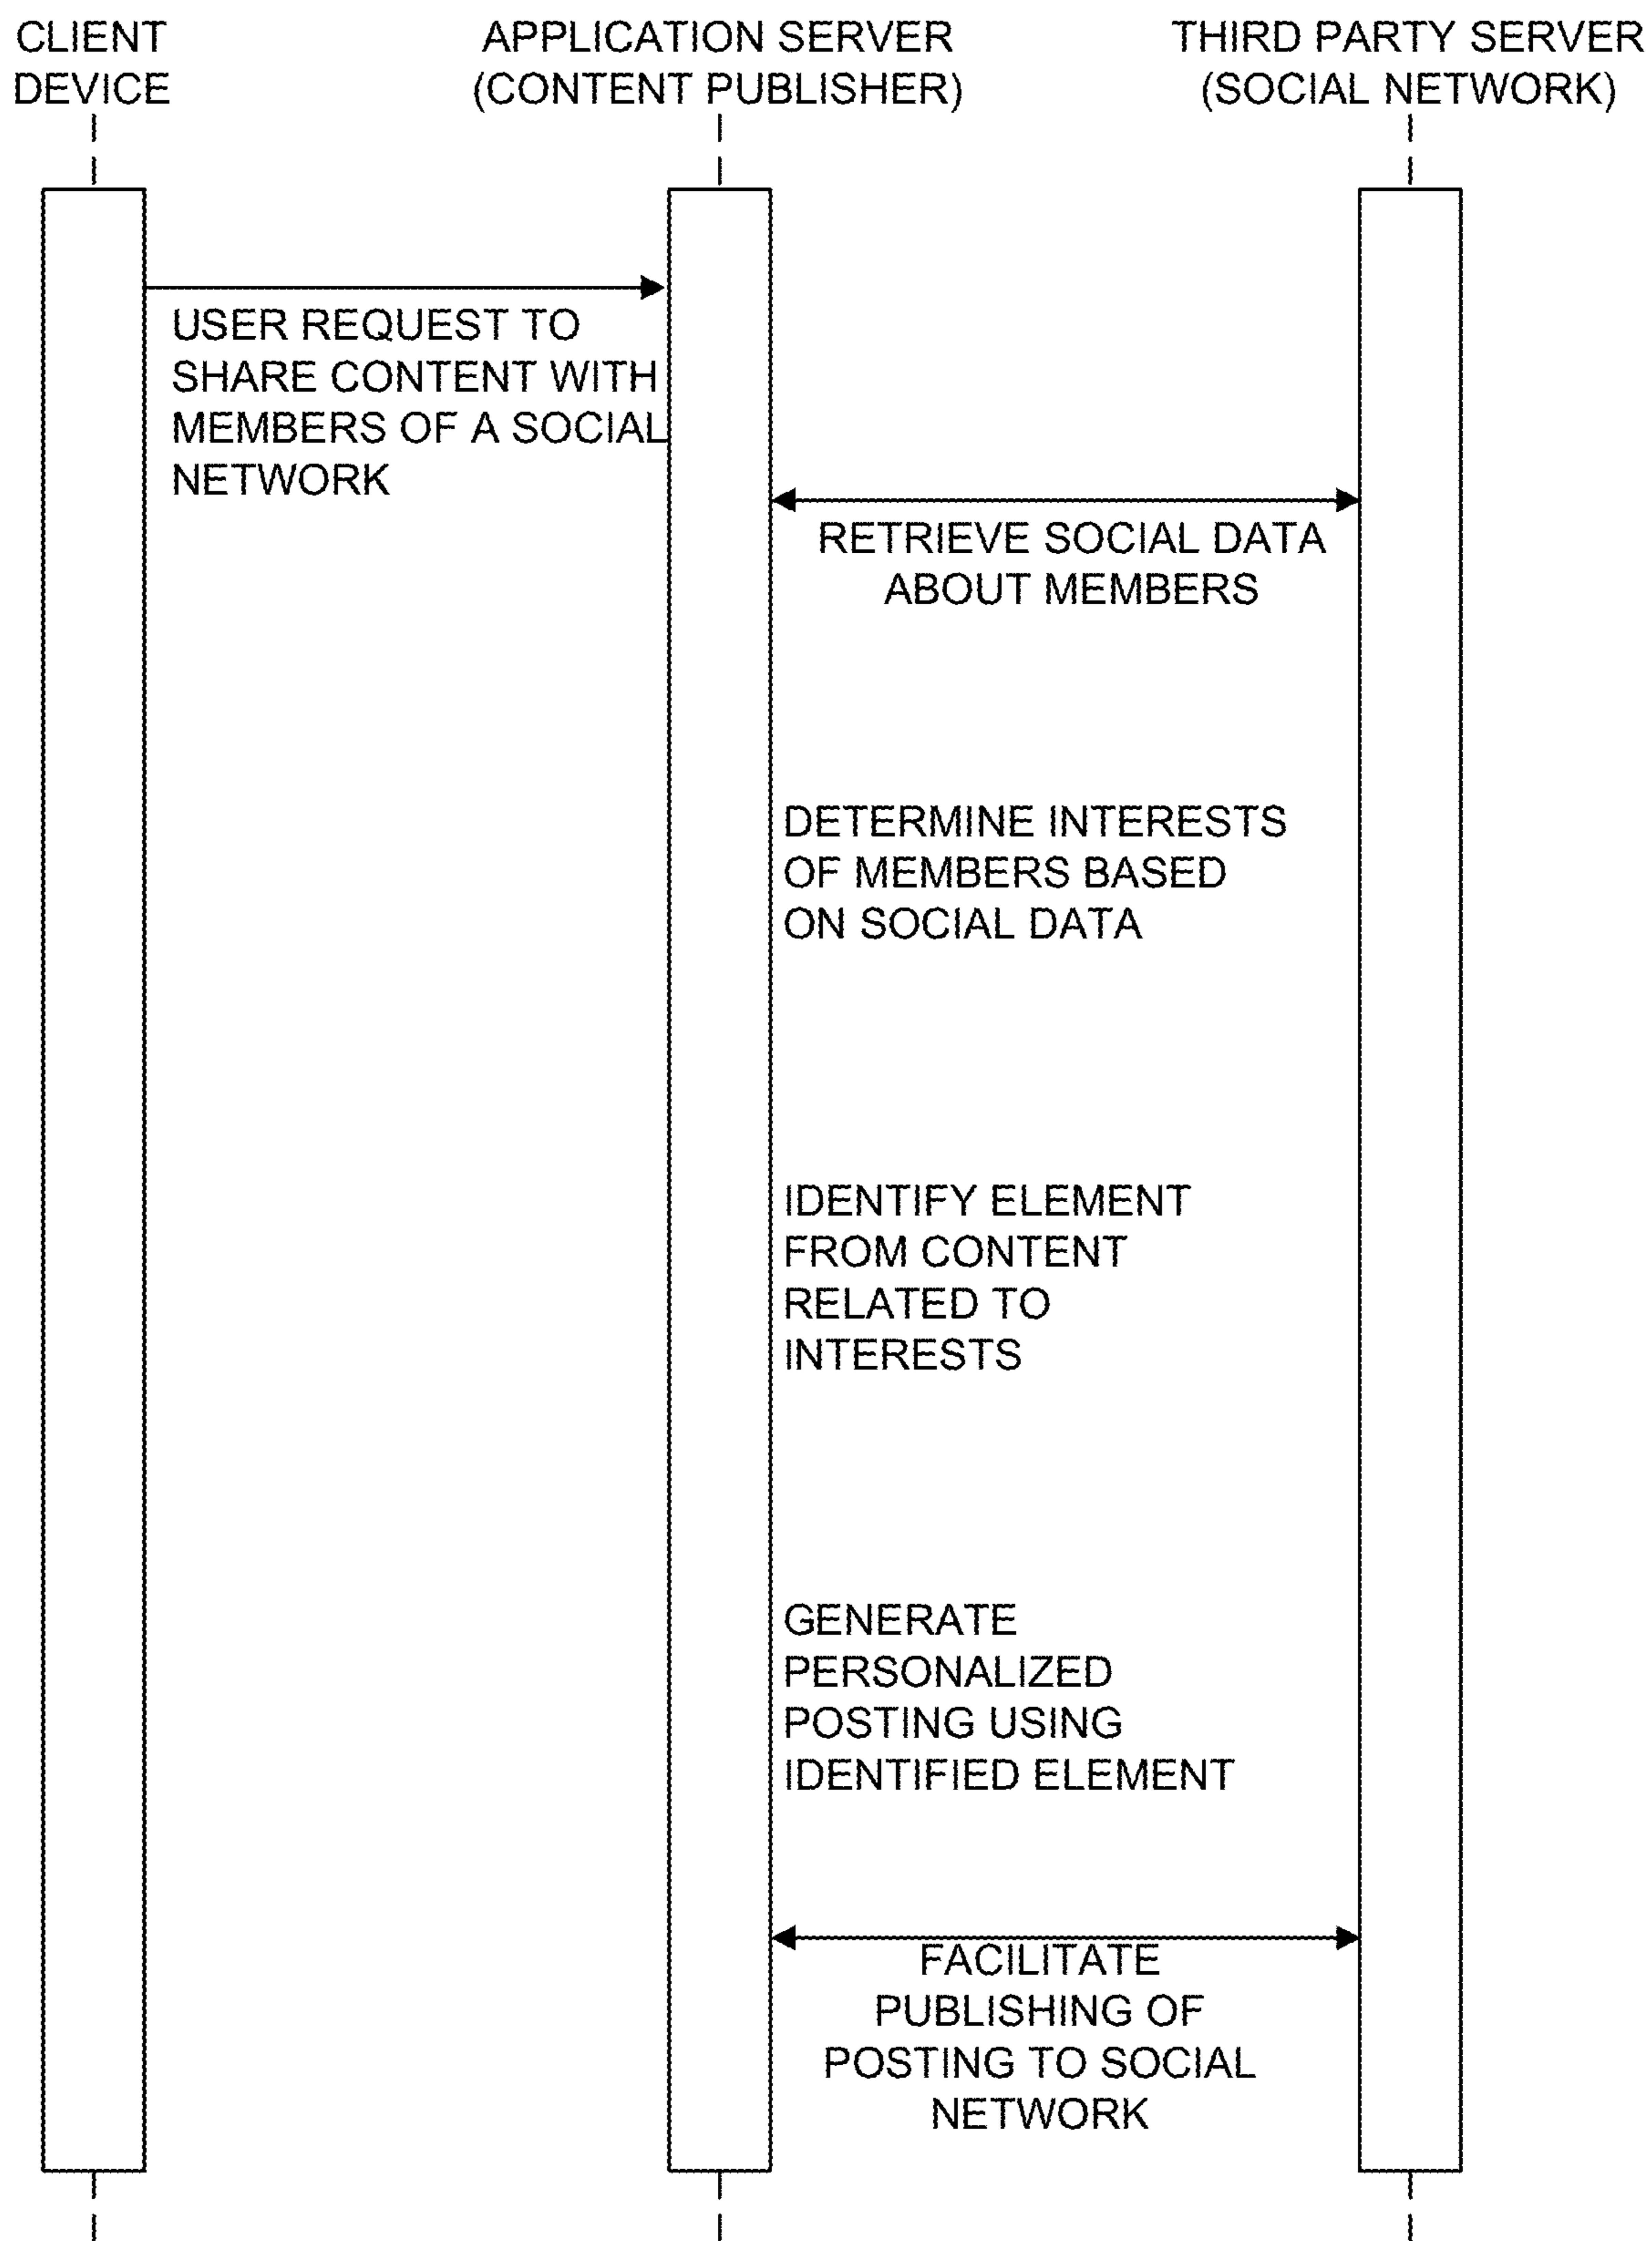 CLIENT
DEVICE
APPLICATION SERVER
(CONTENT PUBLISHER)
THIRD PARTY SERVER
(SOCIAL NETWORK)
USER REQUEST TO
SHARE CONTENT WITH
MEMBERS OF A SOCIAL
NETWORK
RETRIEVE SOCIAL DATA
ABOUT MEMBERS
DETERMINE INTERESTS
OF MEMBERS BASED
ON SOCIAL DATA
IDENTIFY ELEMENT
FROM CONTENT
RELATED TO
INTERESTS
GENERATE
PERSONALIZED
POSTING USING
IDENTIFIED ELEMENT
FACILITATE
PUBLISHING OF
POSTING TO SOCIAL
NETWORK